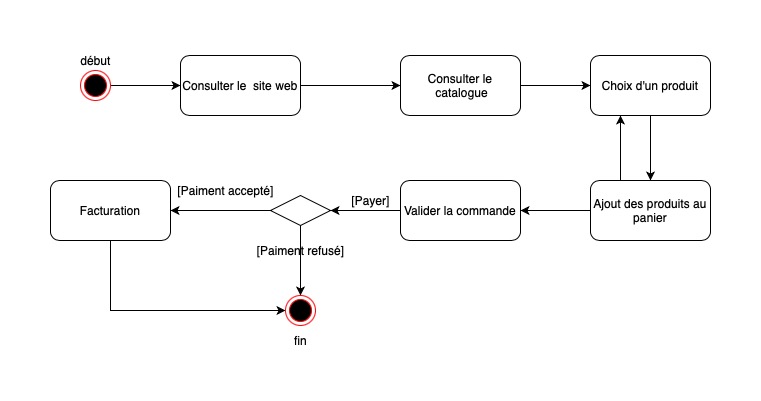 début
Consulter le  site web
Consulter le
catalogue
Choix d'un produit
[Paiment accepté]
Facturation
[Payer]
Valider la commande
Ajout des produits au
panier
[Paiment refusé]
fin